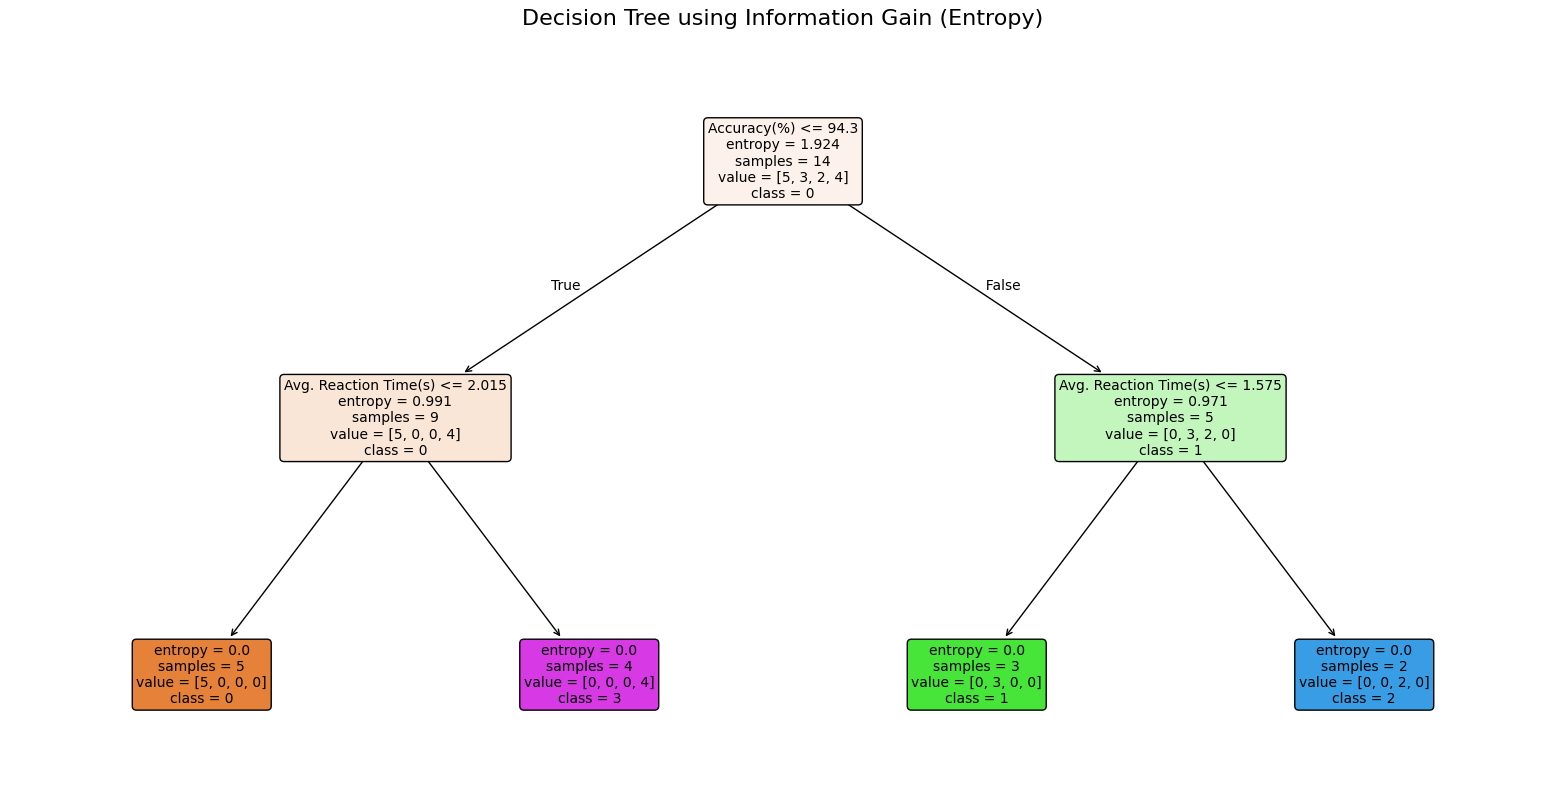 Decision Tree using Information Gain (Entropy)
Accuracy(%) <= 94.3
entropy = 1.924
samples = 14
value = [5, 3, 2, 4]
class = 0
True
False
Avg. Reaction Time(s) <= 2.015
entropy = 0.991
samples = 9
value = [5, 0, 0, 4]
class = 0
Avg. Reaction Time(s) <= 1.575
entropy = 0.971
samples = 5
value = [0, 3, 2, 0]
class = 1
entropy = 0.0
samples = 5
value = [5, 0, 0, 0]
class = 0
entropy = 0.0
samples = 4
value = [0, 0, 0, 4]
class = 3
entropy = 0.0
samples = 3
value = [0, 3, 0, 0]
class = 1
entropy = 0.0
samples = 2
value = [0, 0, 2, 0]
class = 2